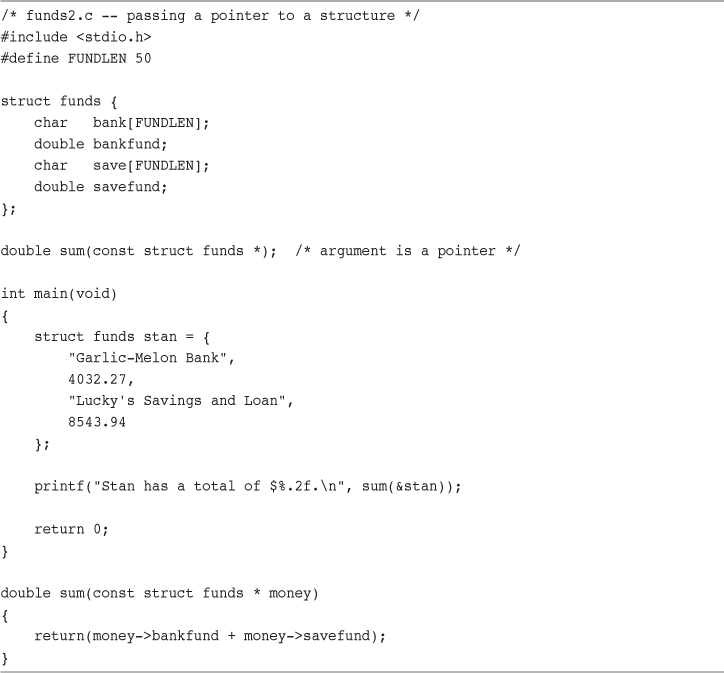 /* funds2.c -- passing a pointer to a structure */
#include <stdio.h>
#define FUNDLEN 50

struct funds {
    char   bank[FUNDLEN];
    double bankfund;
    char   save[FUNDLEN];
    double savefund;
};

double sum(const struct funds *);  /* argument is a pointer */

int main(void)
{
    struct funds stan = {
        "Garlic-Melon Bank",
        4032.27,
        "Lucky's Savings and Loan",
        8543.94
    };

    printf("Stan has a total of $%.2f.\n", sum(&stan));

    return 0;
}

double sum(const struct funds * money)
{
    return(money->bankfund + money->savefund);
}